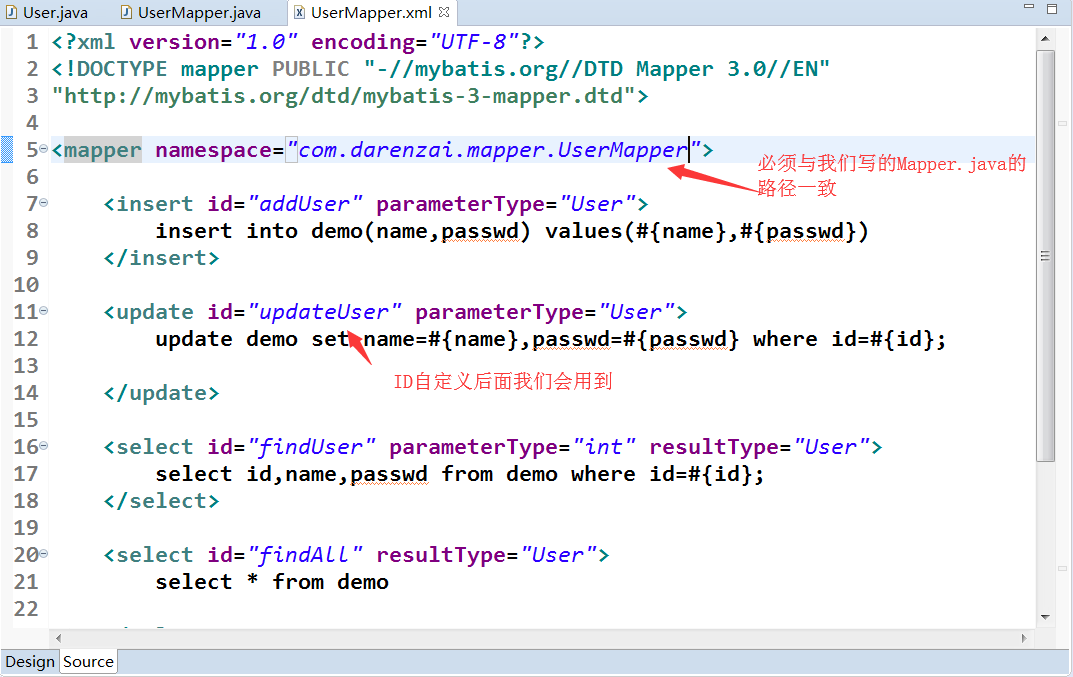 User.java UserMapper.java UserMapper.xml
1 <?xml version="1.0" encoding="UTF-8"?>
2 <!DOCTYPE mapper PUBLIC "-//mybatis.org//DTD Mapper 3.0//EN"
3 "http://mybatis.org/dtd/mybatis-3-mapper.dtd">
4
5 <mapper namespace="com.darenzai.mapper.UserMapper">
必须与我们写的Mapper.java的
路径一致
6
7 <insert id="addUser" parameterType="User">
8 insert into demo(name,passwd) values(#{name},#{passwd})
9 </insert>
10
11 <update id="updateUser" parameterType="User">
12 update demo set name=#{name},passwd=#{passwd} where id=#{id};
13
ID自定义后面我们会用到
14 </update>
15
16 <select id="findUser" parameterType="int" resultType="User">
17 select id,name,passwd from demo where id=#{id};
18 </select>
19
20 <select id="findAll" resultType="User">
21 select * from demo
22
Design Source